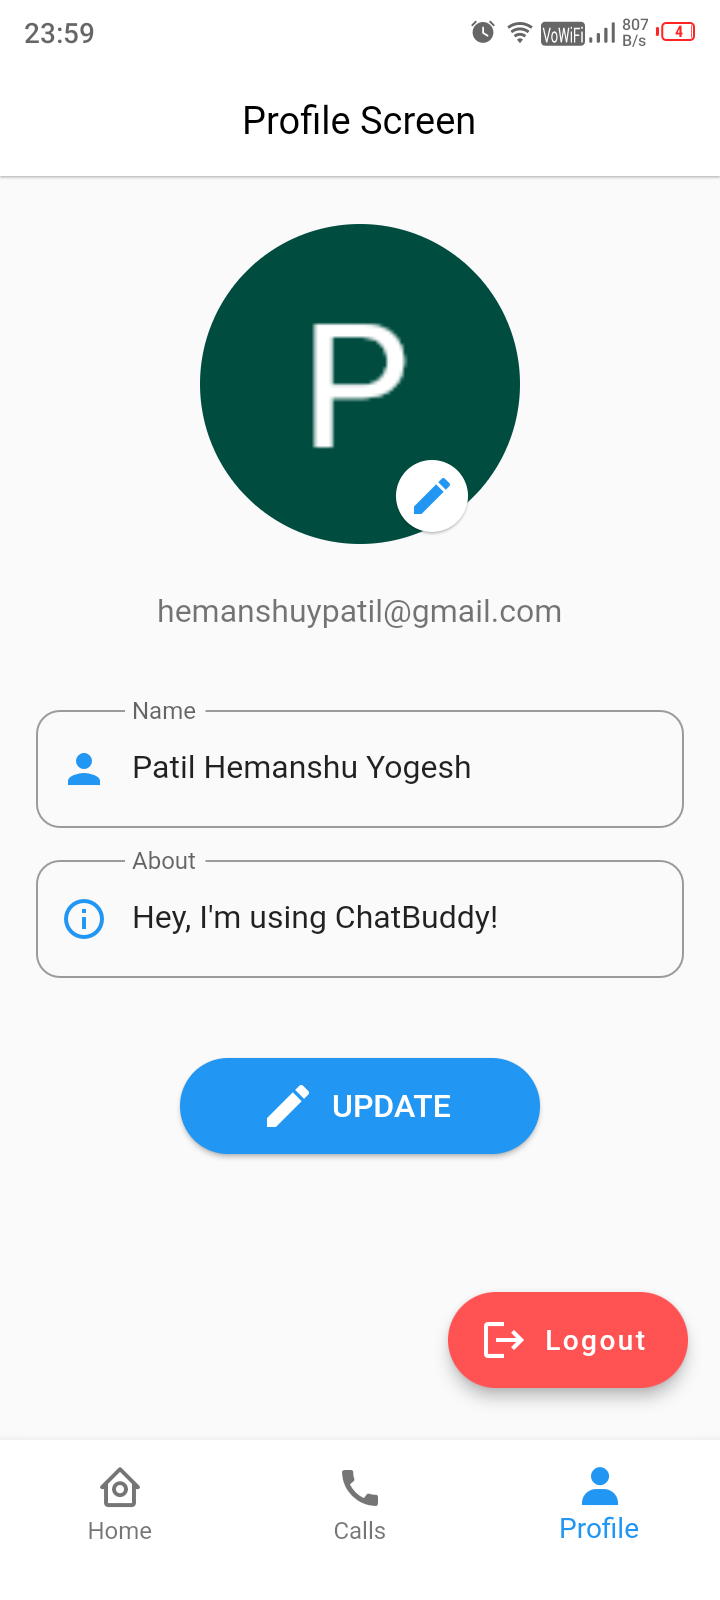 23:59 VoWiFi 807 B/s 4
Profile Screen
P
hemanshuypatil@gmail.com
Name
Patil Hemanshu Yogesh
About
Hey, I'm using ChatBuddy!
UPDATE
Logout
Home Calls Profile